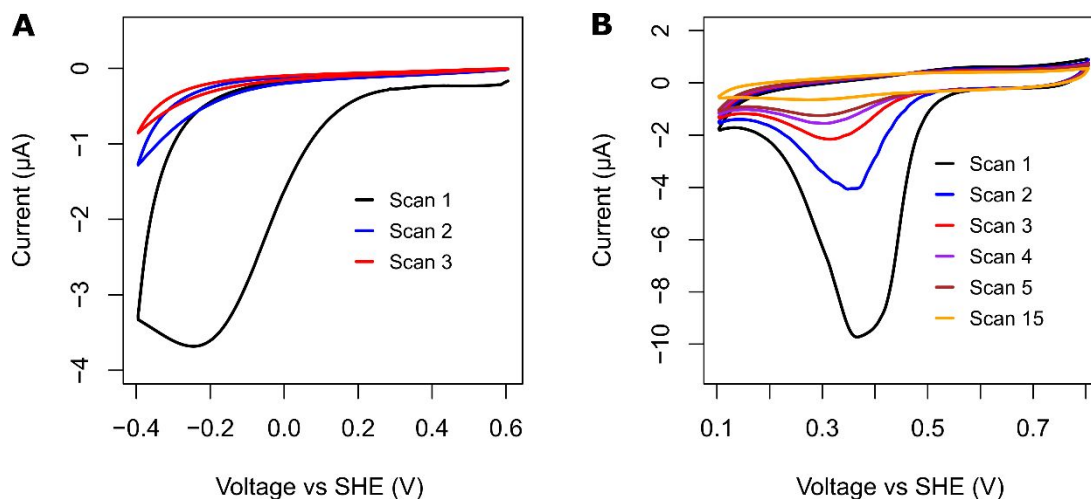 A
Current (μA)
0
−1
−2
−3
−4
Scan 1
Scan 2
Scan 3
−0.4
−0.2
0.0
0.2
0.4
0.6
Voltage vs SHE (V)
B
Current (μA)
2
0
−2
−4
−6
−8
−10
Scan 1
Scan 2
Scan 3
Scan 4
Scan 5
Scan 15
0.1
0.3
0.5
0.7
Voltage vs SHE (V)